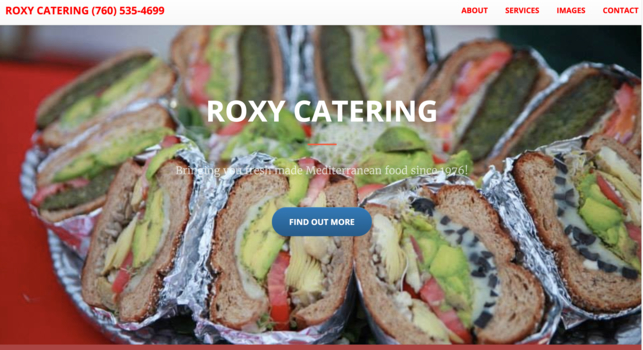 ROXY CATERING (760) 535-4699
ABOUT SERVICES IMAGES CONTACT
ROXY CATERING
Bringing you fresh made Mediterranean food since 1976!
FIND OUT MORE